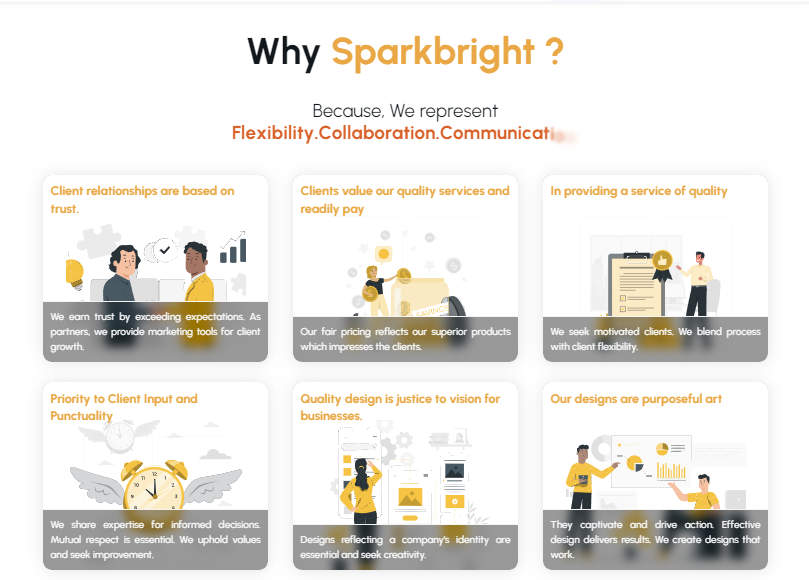 Why Sparkbright ?
Because, We represent
Flexibility.Collaboration.Communicatio
Client relationships are based on
trust.
We earn trust by exceeding expectations. As
partners, we provide marketing tools for client
growth.
Clients value our quality services and
readily pay
SAVINGS
Our fair pricing reflects our superior products
which impresses the clients.
In providing a service of quality
We seek motivated clients. We blend process
with client flexibility.
Priority to Client Input and
Punctuality
We share expertise for informed decisions.
Mutual respect is essential. We uphold values
and seek improvement.
Quality design is justice to vision for
businesses.
Designs reflecting a company's identity are
essential and seek creativity.
Our designs are purposeful art
They captivate and drive action. Effective
design delivers results. We create designs that
work.